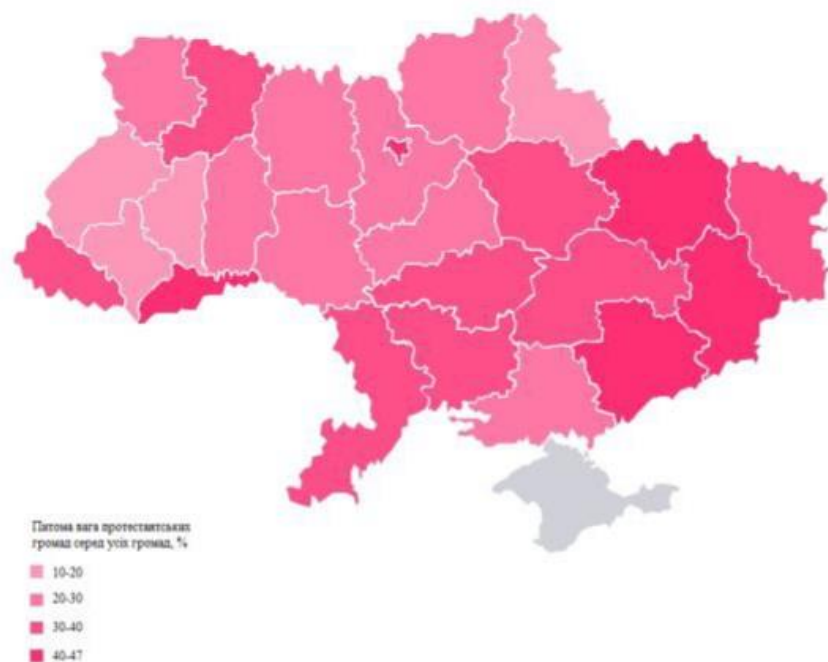 Питома вага протестантських
громад серед усіх громад, %
10-20
20-30
30-40
40-47